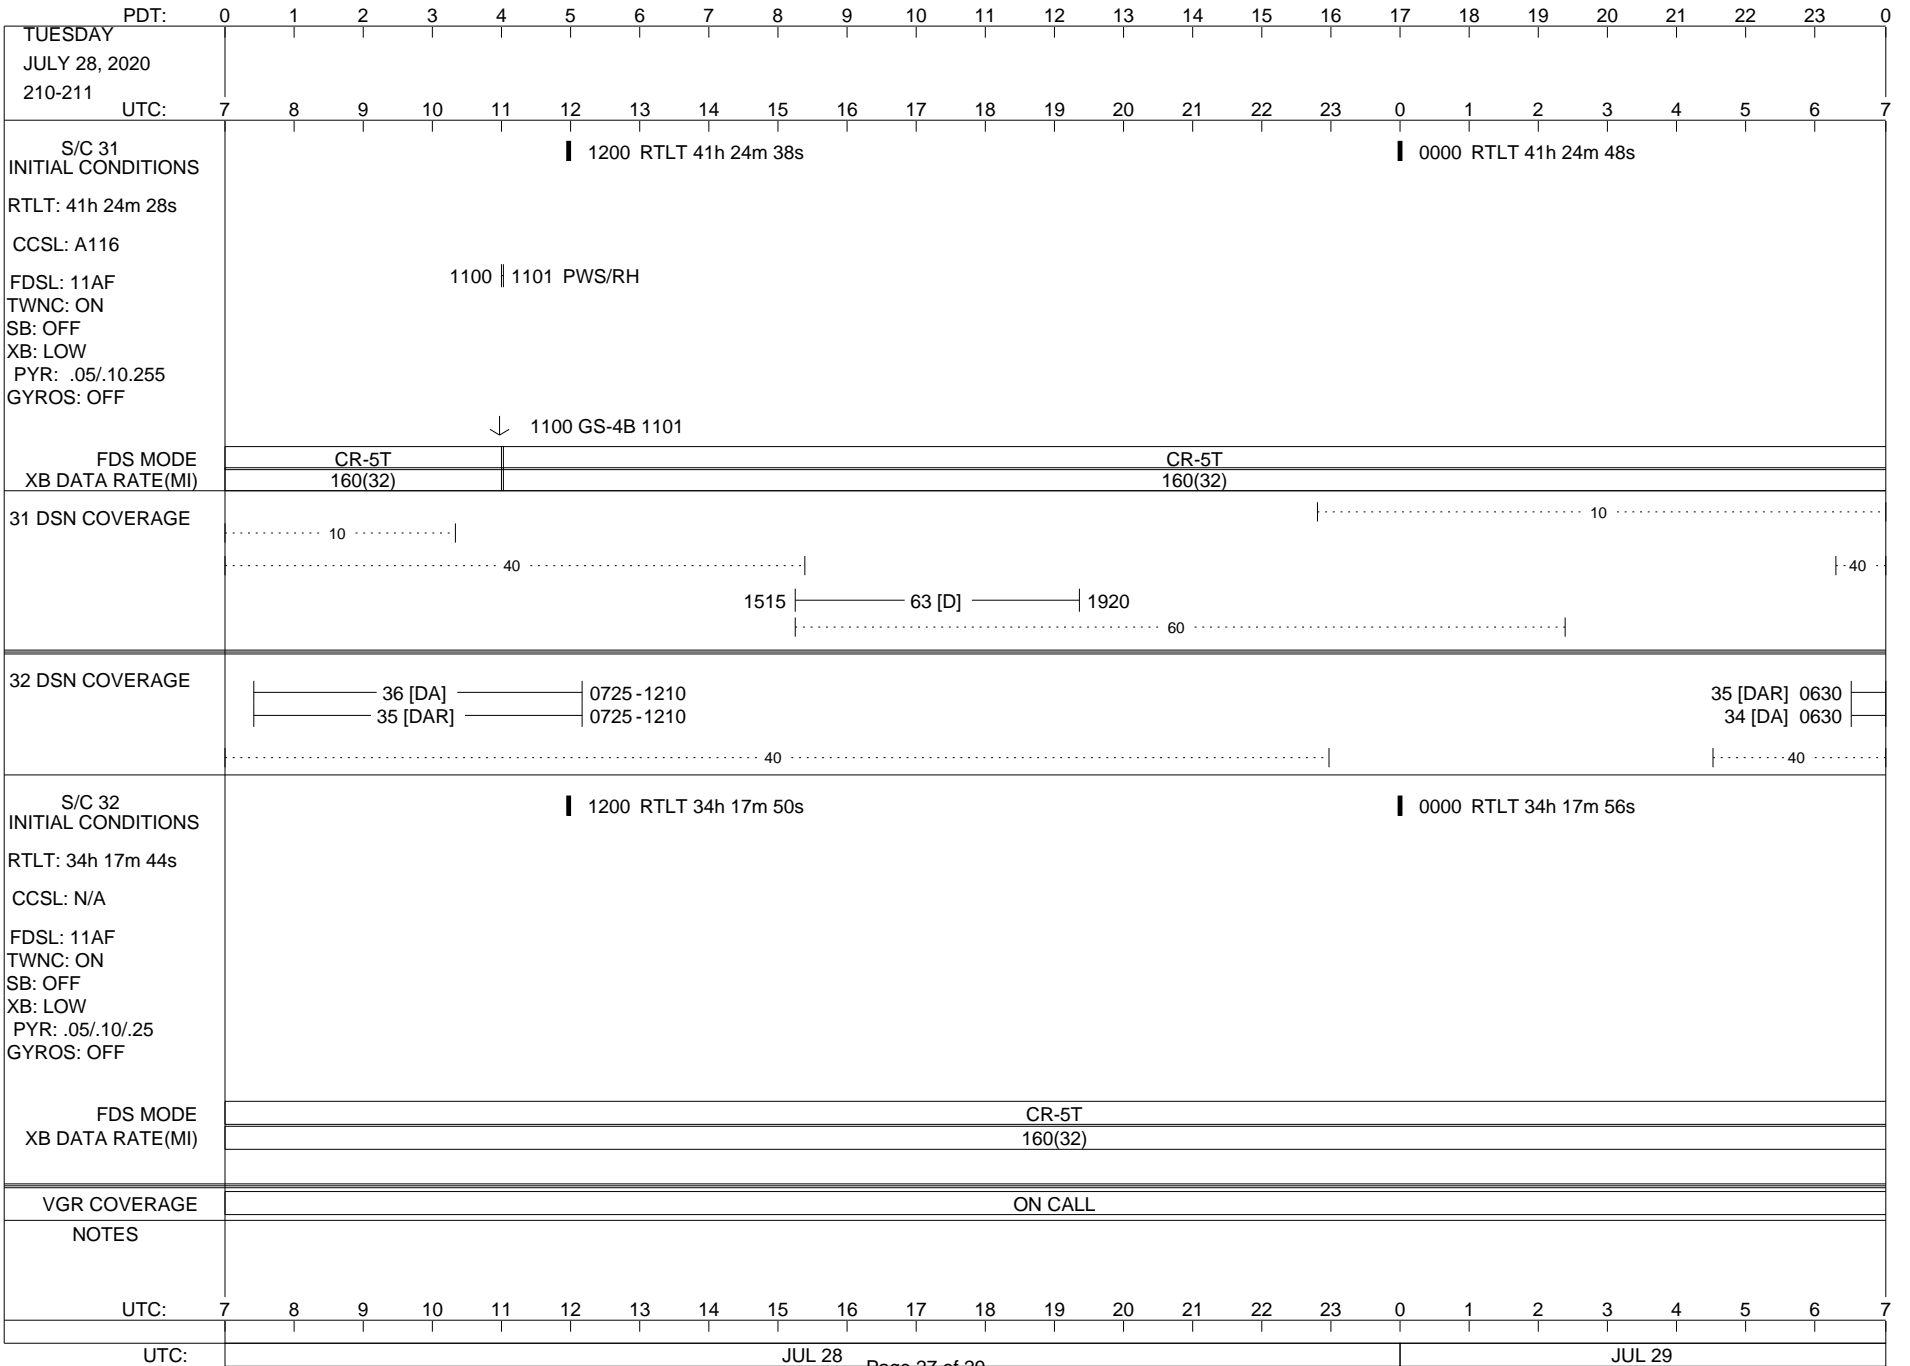 PDT: 0 1 2 3 4 5 6 7 8 9 10 11 12 13 14 15 16 17 18 19 20 21 22 23 0
TUESDAY
JULY 28, 2020
210-211
UTC: 7 8 9 10 11 12 13 14 15 16 17 18 19 20 21 22 23 0 1 2 3 4 5 6 7
S/C 31
INITIAL CONDITIONS
1200 RTLT 41h 24m 38s
0000 RTLT 41h 24m 48s
RTLT: 41h 24m 28s
CCSL: A116
FDSL: 11AF
1100 1101 PWS/RH
TWNC: ON
SB: OFF
XB: LOW
PYR: .05/.10.255
GYROS: OFF
1100 GS-4B 1101
FDS MODE CR-5T CR-5T
XB DATA RATE(MI) 160(32) 160(32)
31 DSN COVERAGE
10
10
40
40
1515 63 [D] 1920
60
32 DSN COVERAGE
36 [DA] 0725-1210
35 [DAR] 0630
35 [DAR] 0725-1210
34 [DA] 0630
40
40
S/C 32
INITIAL CONDITIONS
1200 RTLT 34h 17m 50s
0000 RTLT 34h 17m 56s
RTLT: 34h 17m 44s
CCSL: N/A
FDSL: 11AF
TWNC: ON
SB: OFF
XB: LOW
PYR: .05/.10/.25
GYROS: OFF
FDS MODE CR-5T
XB DATA RATE(MI) 160(32)
VGR COVERAGE ON CALL
NOTES
UTC: 7 8 9 10 11 12 13 14 15 16 17 18 19 20 21 22 23 0 1 2 3 4 5 6 7
UTC: JUL 28 JUL 29
Page 27 of 29